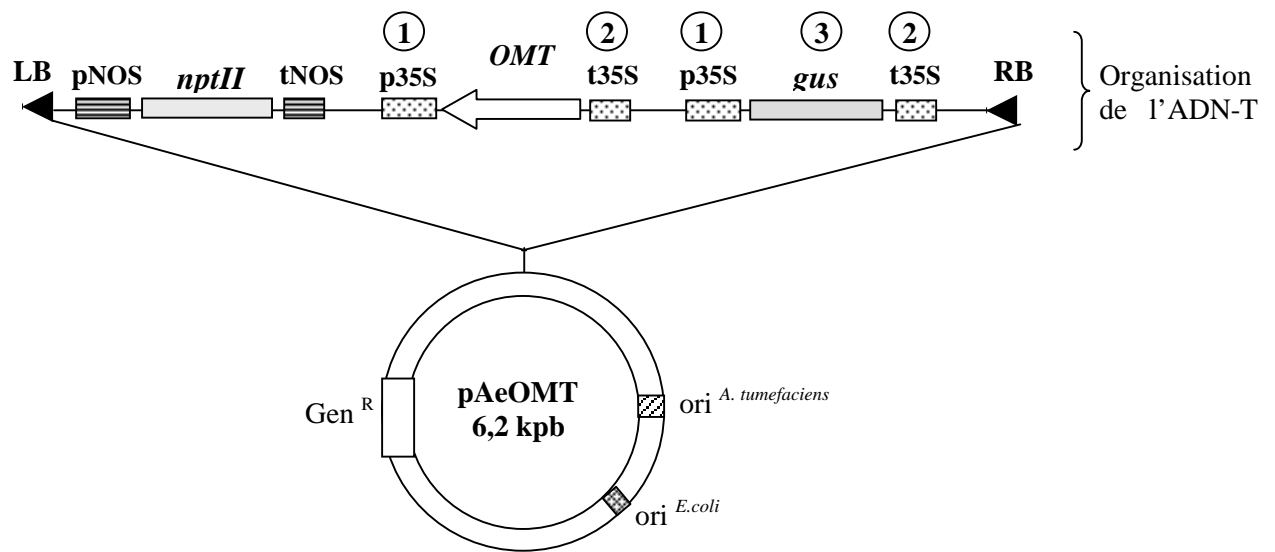 ① ② ① ③ ②
LB pNOS nptII tNOS p35S OMT t35S p35S gus t35S RB
Organisation
de l’ADN-T
Gen R
pAeOMT
6,2 kpb
ori A. tumefaciens
ori E.coli